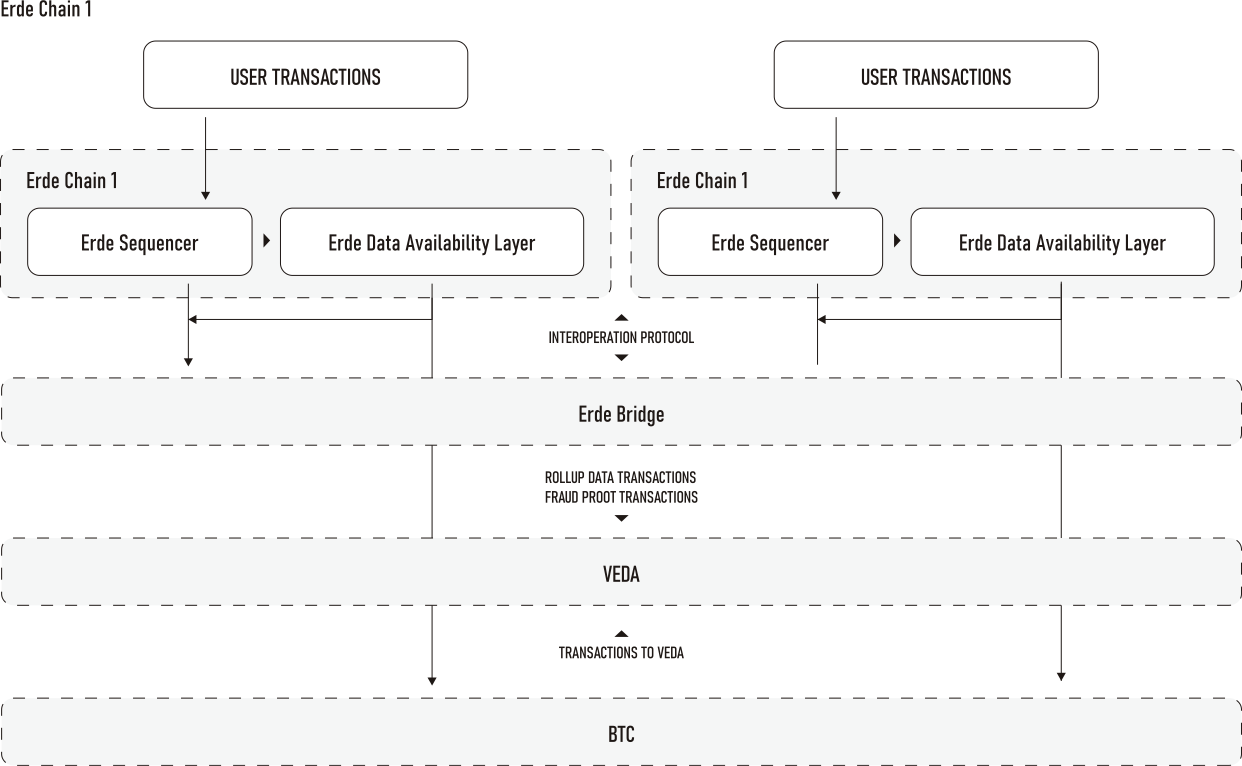 Erde Chain 1
USER TRANSACTIONS
USER TRANSACTIONS
Erde Chain 1
Erde Chain 1
Erde Sequencer
Erde Data Availability Layer
Erde Sequencer
Erde Data Availability Layer
INTEROPERATION PROTOCOL
Erde Bridge
ROLLUP DATA TRANSACTIONS
FRAUD PROOT TRANSACTIONS
VEDA
TRANSACTIONS TO VEDA
BTC